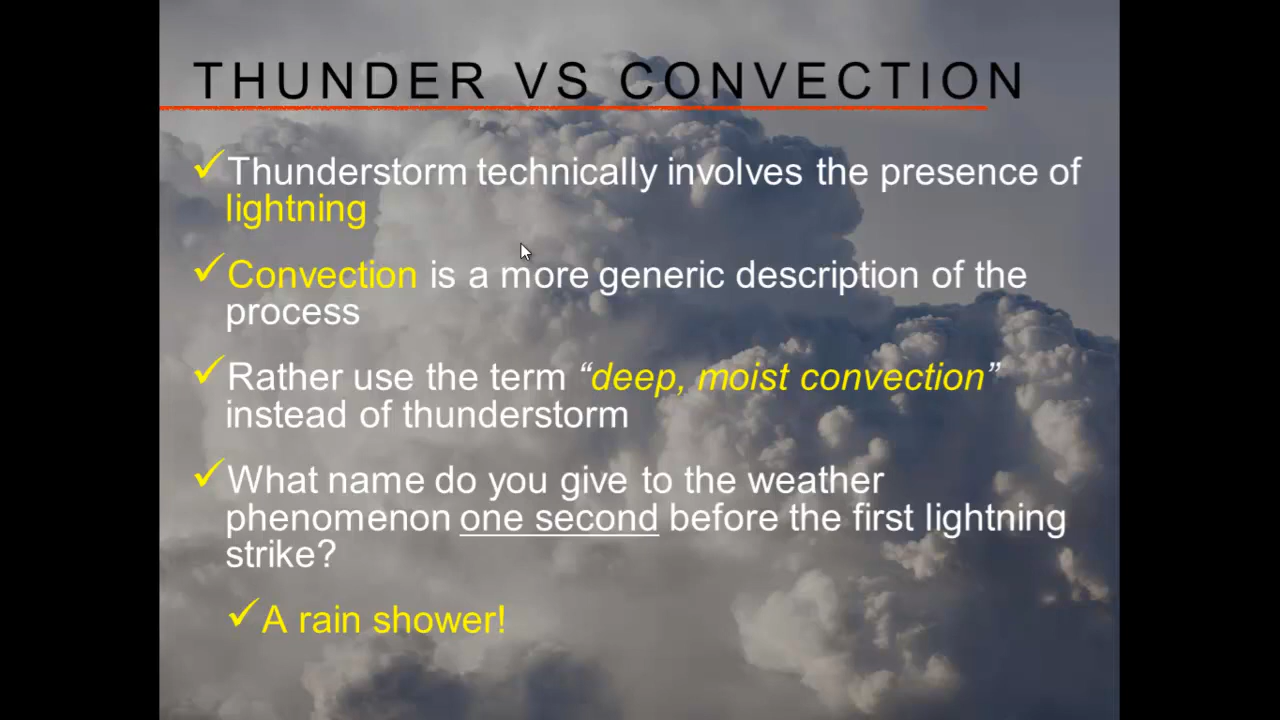 THUNDER VS CONVECTION
Thunderstorm technically involves the presence of
lightning
Convection is a more generic description of the
process
Rather use the term “deep, moist convection”
instead of thunderstorm
What name do you give to the weather
phenomenon one second before the first lightning
strike?
A rain shower!